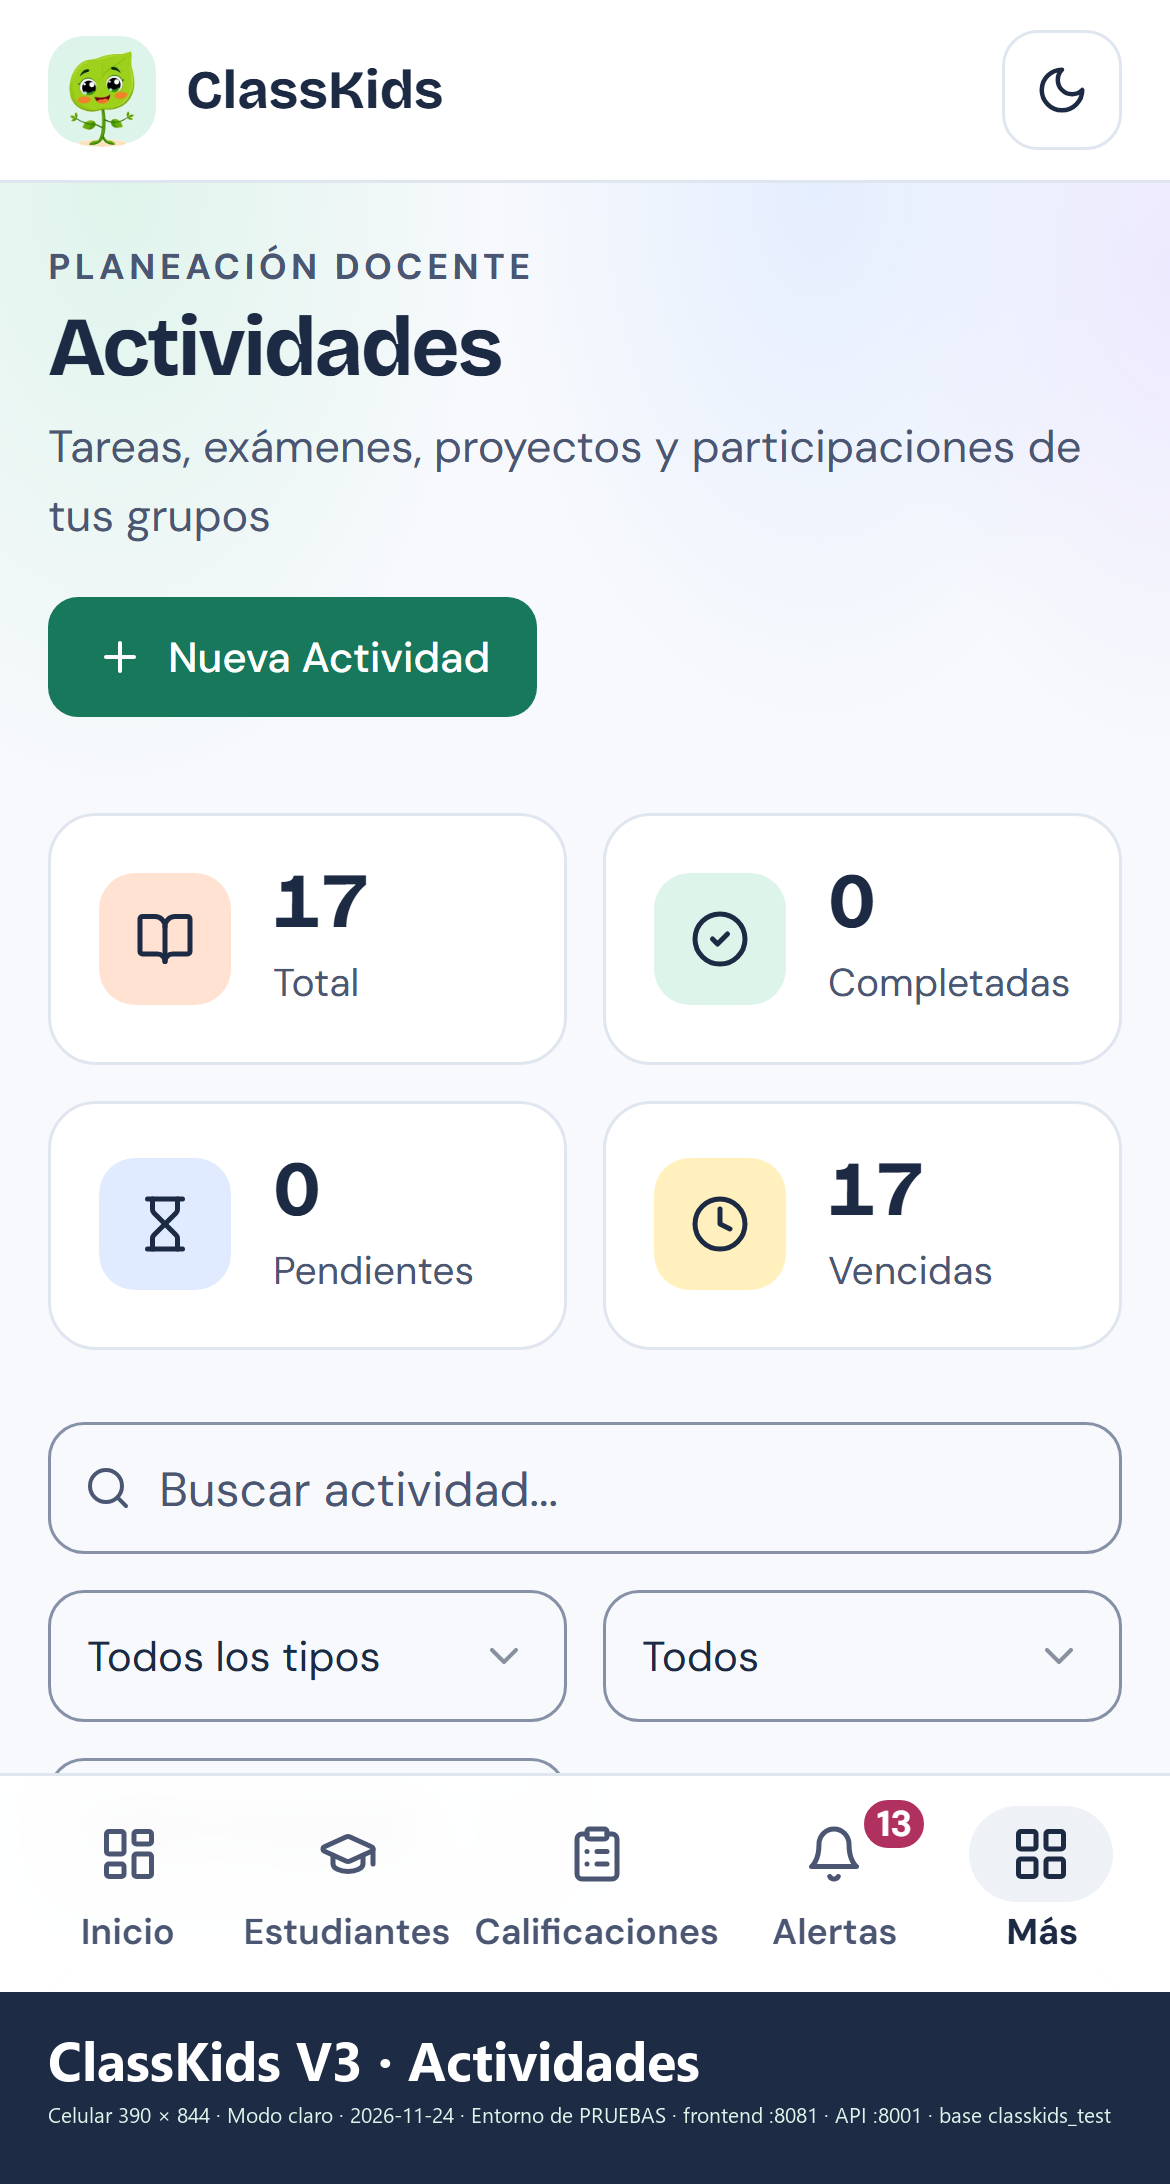 ClassKids
PLANEACIÓN DOCENTE
Actividades
Tareas, exámenes, proyectos y participaciones de
tus grupos
Nueva Actividad
17
Total
0
Completadas
0
Pendientes
17
Vencidas
Buscar actividad...
Todos los tipos
Todos
13
Inicio
Estudiantes
Calificaciones
Alertas
Más
ClassKids V3 · Actividades
Celular 390 × 844 · Modo claro · 2026-11-24 · Entorno de PRUEBAS · frontend :8081 · API :8001 · base classkids_test